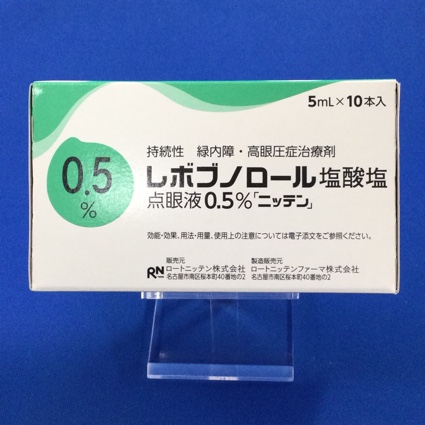 5mL×10本入
持続性 緑内障・高眼圧症治療剤
0.5%
レボブノロール塩酸塩
点眼液0.5%「ニッテン」
効能・効果、用法・用量、使用上の注意については電子添文をご参照ください。
RN
販売元
ロートニッテン株式会社
名古屋市南区桜本町40番地の2
製造販売元
ロートニッテンファーマ株式会社
名古屋市南区桜本町40番地の2